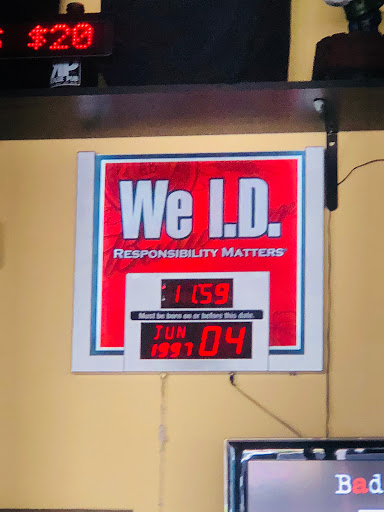 $20
We I.D.
RESPONSIBILITY MATTERS®
11:59
Must be born on or before this date.
JUN 04
1997
Bad